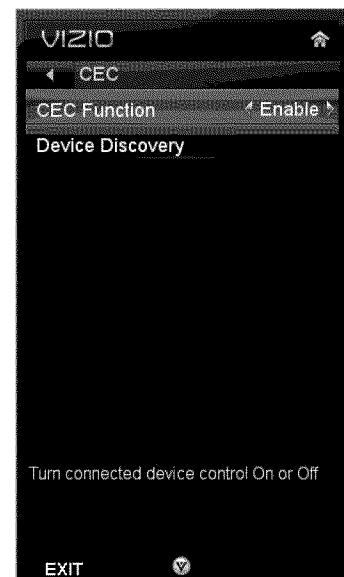 VIZIO
CEC
CEC Function Enable
Device Discovery
Turn connected device control On or Off
EXIT V